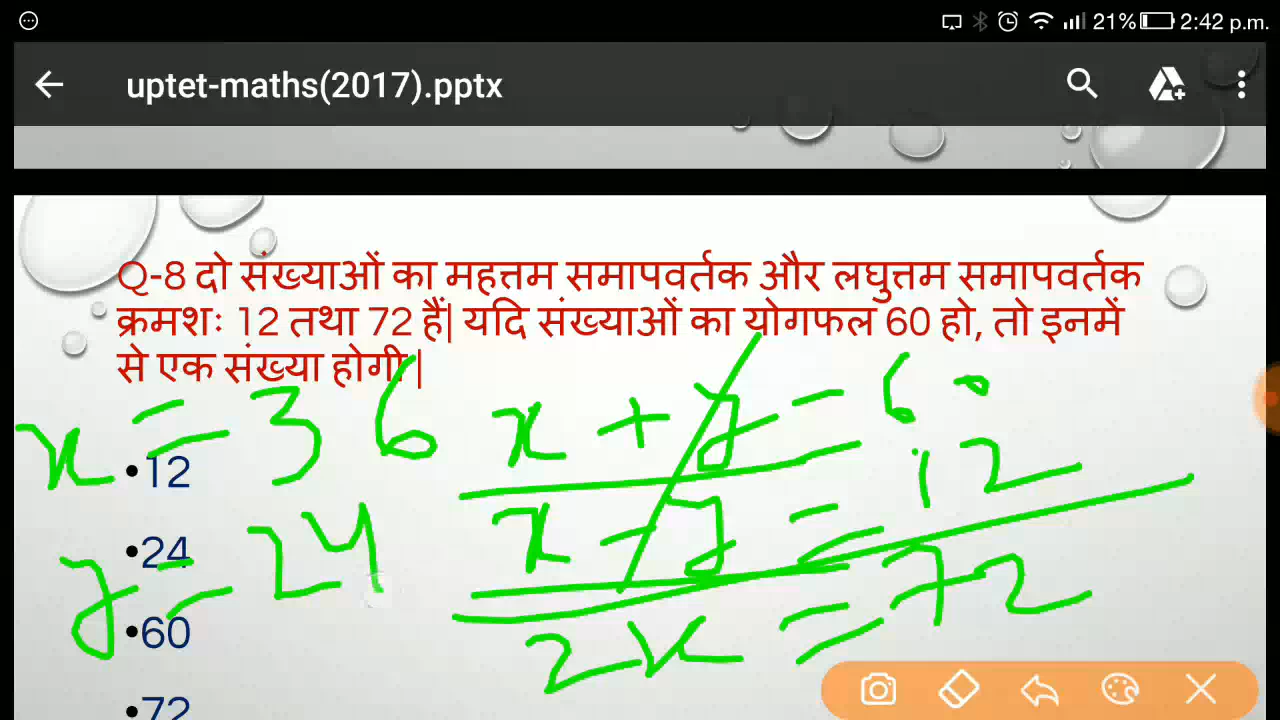 21% 2:42 p.m.
uptet-maths(2017).pptx
Q-8 दो संख्याओं का महत्तम समापवर्तक और लघुत्तम समापवर्तक
क्रमशः 12 तथा 72 हैं| यदि संख्याओं का योगफल 60 हो, तो इनमें
से एक संख्या होगी|
x = 36
x + y = 60
•12
x - y = 12
•24
y = 24
•60
2x = 72
•72